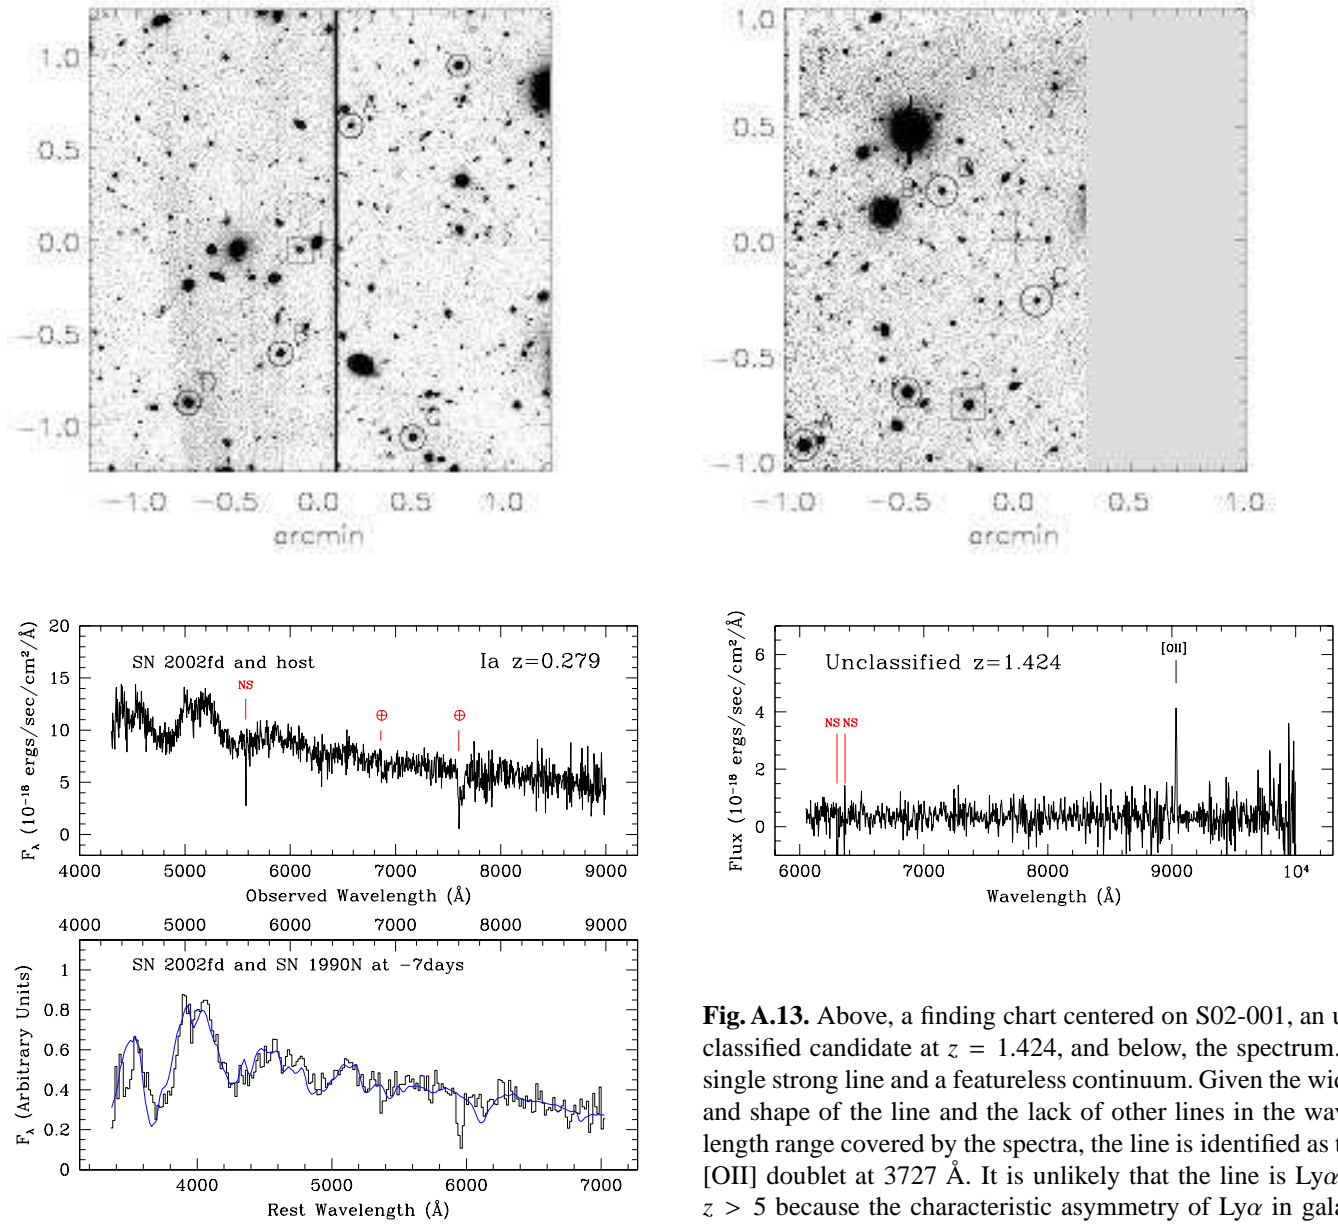 1.0
0.5
0.0
−0.5
−1.0
A
B
C
D
−1.0 −0.5 0.0 0.5 1.0
arcmin
1.0
0.5
0.0
−0.5
−1.0
B
C
A
−1.0 −0.5 0.0 0.5 1.0
arcmin
20
15
10
5
0
F_λ (10⁻¹⁸ ergs/sec/cm²/Å)
SN 2002fd and host
Ia z=0.279
NS
⊕ ⊕
4000 5000 6000 7000 8000 9000
Observed Wavelength (Å)
4000 5000 6000 7000 8000 9000
1
0.8
0.6
0.4
0.2
0
F_λ (Arbitrary Units)
SN 2002fd and SN 1990N at −7days
4000 5000 6000 7000
Rest Wavelength (Å)
6
4
2
0
Flux (10⁻¹⁸ ergs/sec/cm²/Å)
Unclassified z=1.424
[OII]
NS NS
6000 7000 8000 9000 10⁴
Wavelength (Å)
Fig. A.13. Above, a finding chart centered on S02-001, an u
classified candidate at z = 1.424, and below, the spectrum.
single strong line and a featureless continuum. Given the wid
and shape of the line and the lack of other lines in the wav
length range covered by the spectra, the line is identified as t
[OII] doublet at 3727 Å. It is unlikely that the line is Lyα
z > 5 because the characteristic asymmetry of Lyα in gala